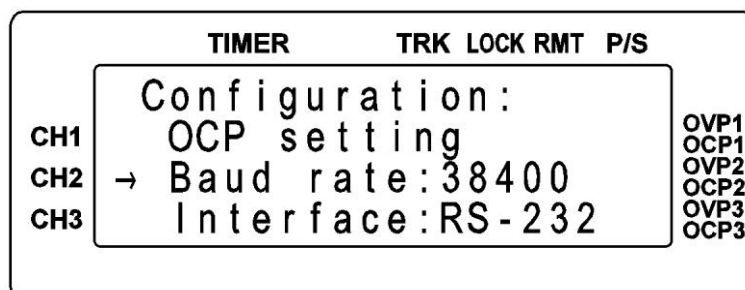 TIMER TRK LOCK RMT P/S
Configuration:
CH1 OCP setting OVP1 OCP1
CH2 → Baud rate:38400 OVP2 OCP2
CH3 Interface:RS-232 OVP3 OCP3